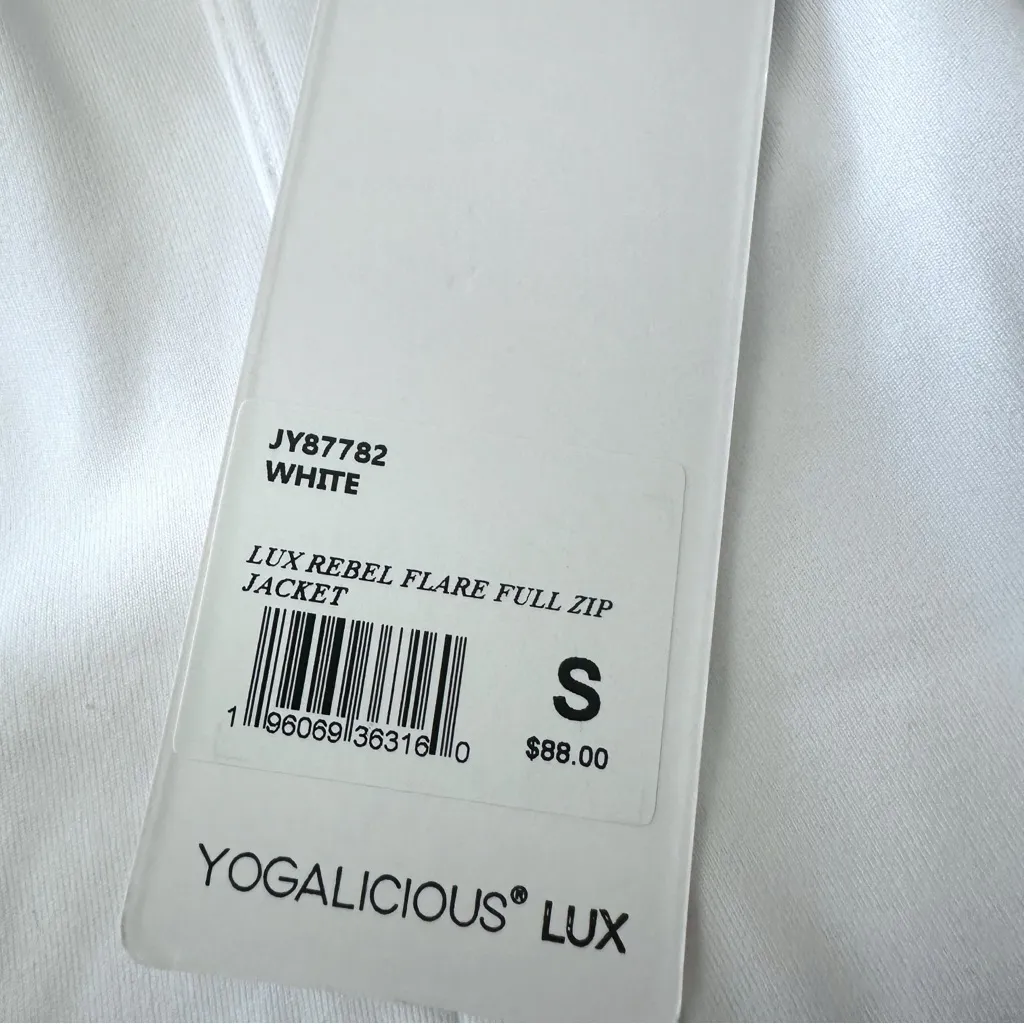 JY87782
WHITE
LUX REBEL FLARE FULL ZIP
JACKET
S
1 96069 36316 0
$88.00
YOGALICIOUS® LUX